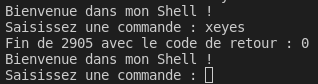 Bienvenue dans mon Shell !
Saisissez une commande : xeyes
Fin de 2905 avec le code de retour : 0
Bienvenue dans mon Shell !
Saisissez une commande :